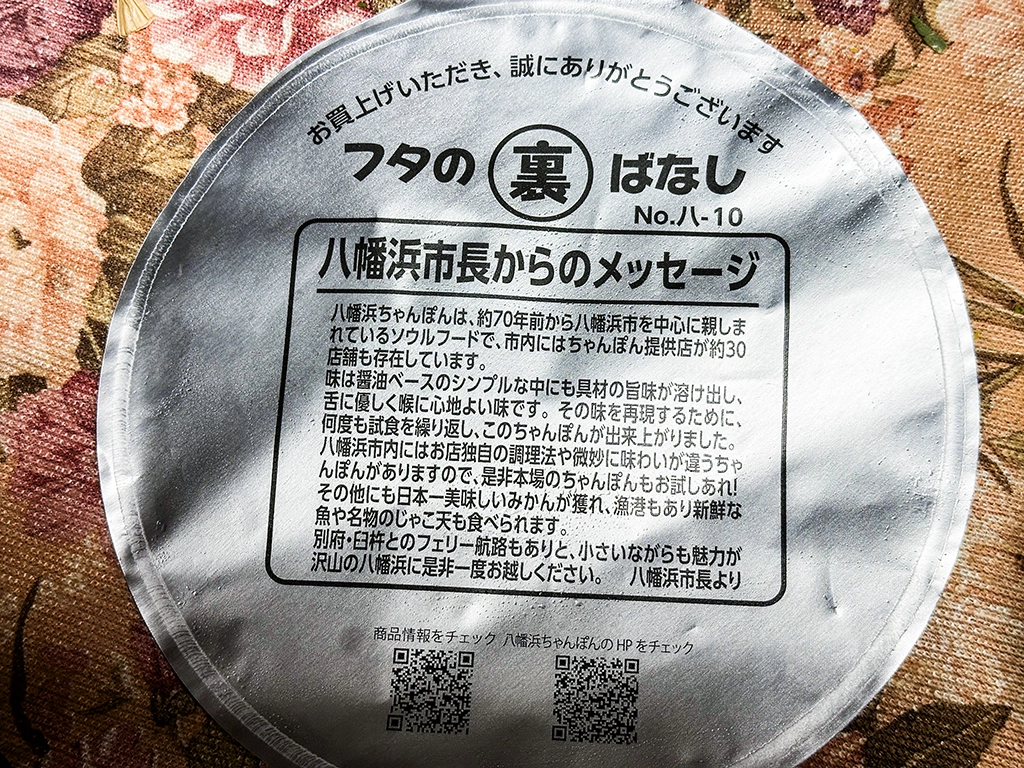 お買上げいただき、誠にありがとうございます
フタの裏ばなし
No.ハ-10
八幡浜市長からのメッセージ
八幡浜ちゃんぽんは、約70年前から八幡浜市を中心に親しま
れているソウルフードで、市内にはちゃんぽん提供店が約30
店舗も存在しています。
味は醤油ベースのシンプルな中にも具材の旨味が溶け出し、
舌に優しく喉に心地よい味です。その味を再現するために、
何度も試食を繰り返し、このちゃんぽんが出来上がりました。
八幡浜市内にはお店独自の調理法や微妙に味わいが違うちゃ
んぽんがありますので、是非本場のちゃんぽんもお試しあれ!
その他にも日本一美味しいみかんが獲れ、漁港もあり新鮮な
魚や名物のじゃこ天も食べられます。
別府・臼杵とのフェリー航路もありと、小さいながらも魅力が
沢山の八幡浜に是非一度お越しください。 八幡浜市長より
商品情報をチェック 八幡浜ちゃんぽんのHPをチェック